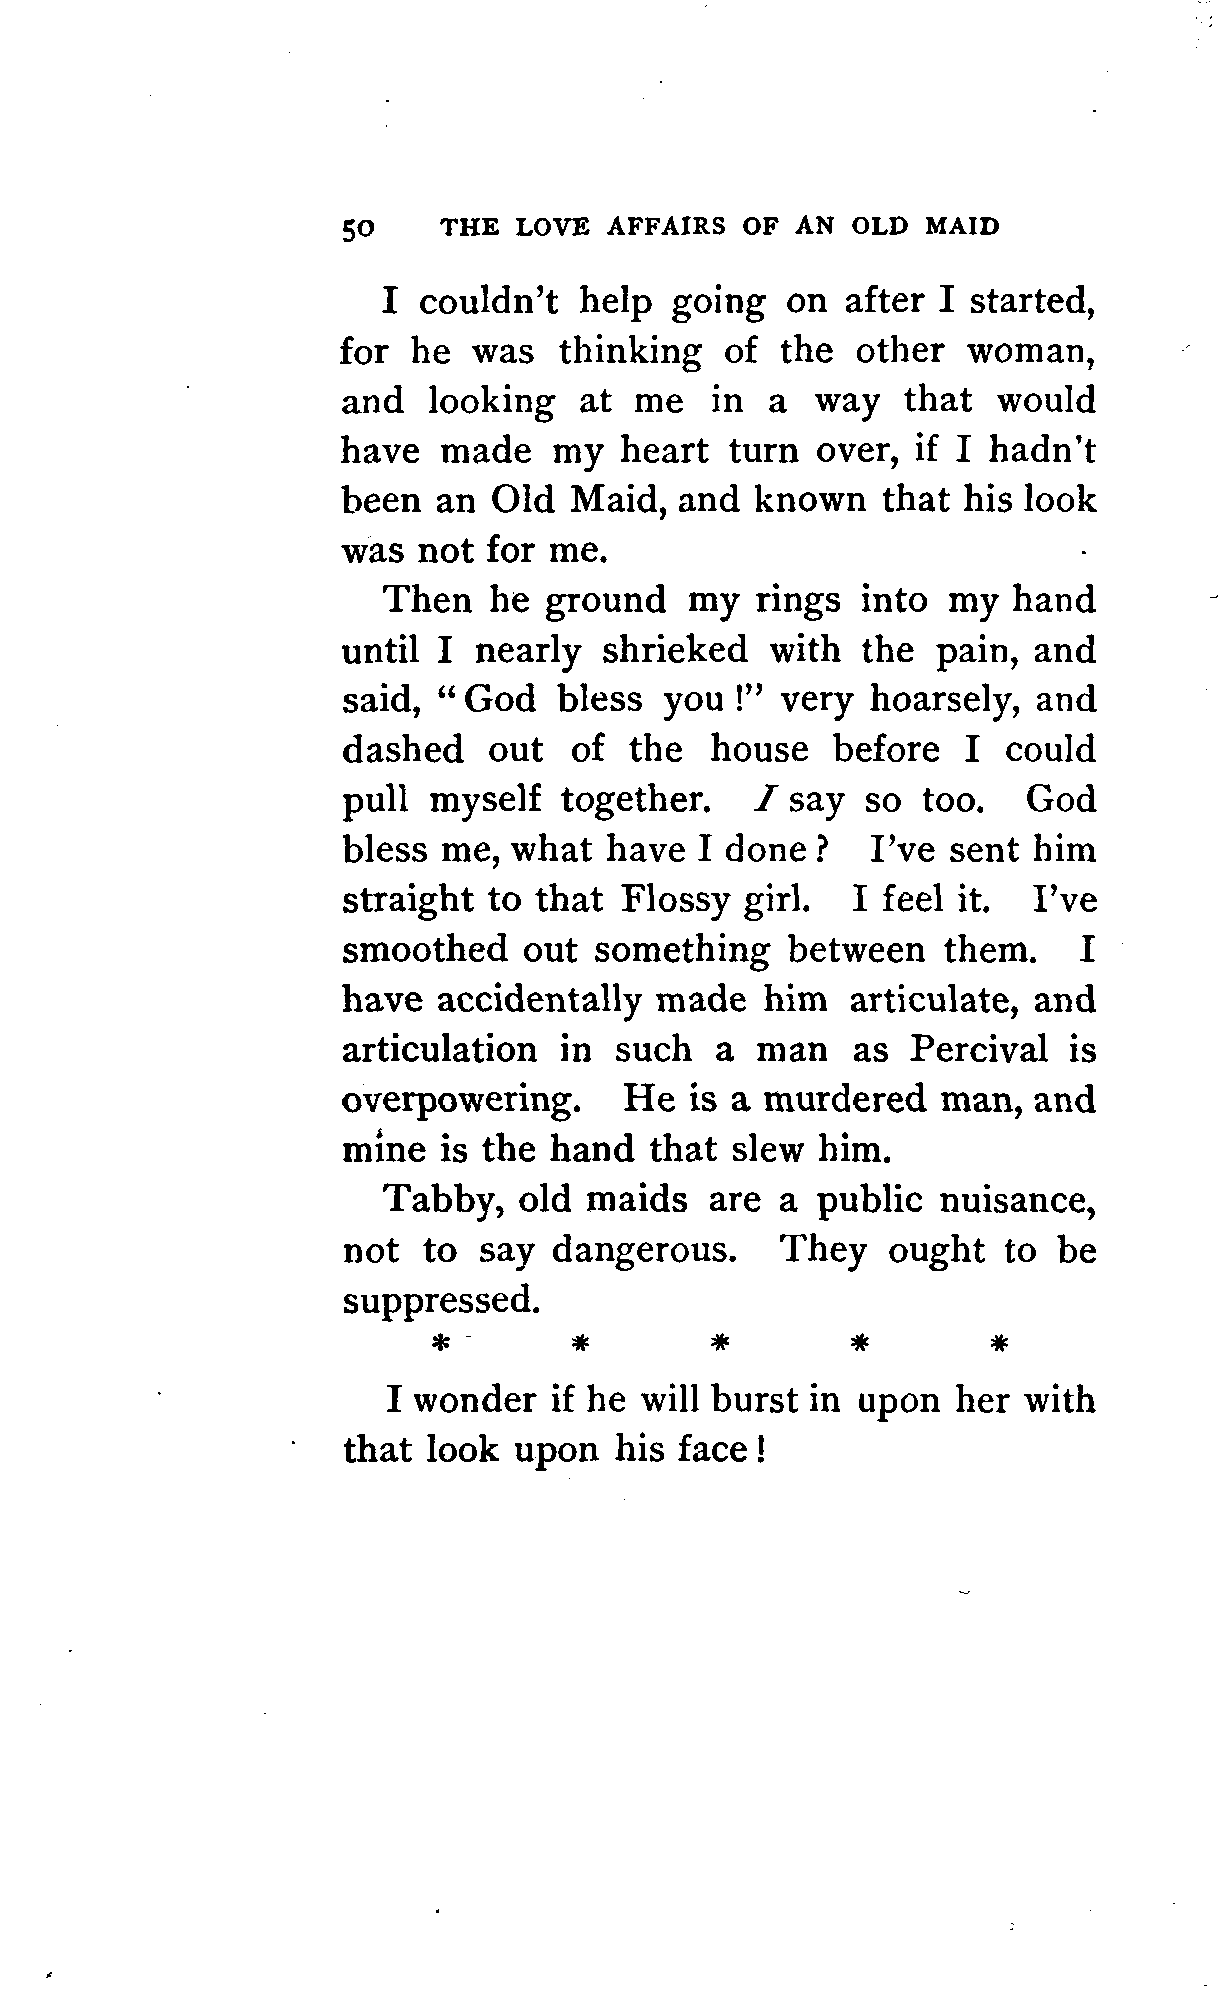 50 THE LOVE AFFAIRS OF AN OLD MAID
I couldn't help going on after I started,
for he was thinking of the other woman,
and looking at me in a way that would
have made my heart turn over, if I hadn't
been an Old Maid, and known that his look
was not for me.
Then he ground my rings into my hand
until I nearly shrieked with the pain, and
said, "God bless you!" very hoarsely, and
dashed out of the house before I could
pull myself together. I say so too. God
bless me, what have I done? I've sent him
straight to that Flossy girl. I feel it. I've
smoothed out something between them. I
have accidentally made him articulate, and
articulation in such a man as Percival is
overpowering. He is a murdered man, and
mine is the hand that slew him.
Tabby, old maids are a public nuisance,
not to say dangerous. They ought to be
suppressed.
* * * * *
I wonder if he will burst in upon her with
that look upon his face!